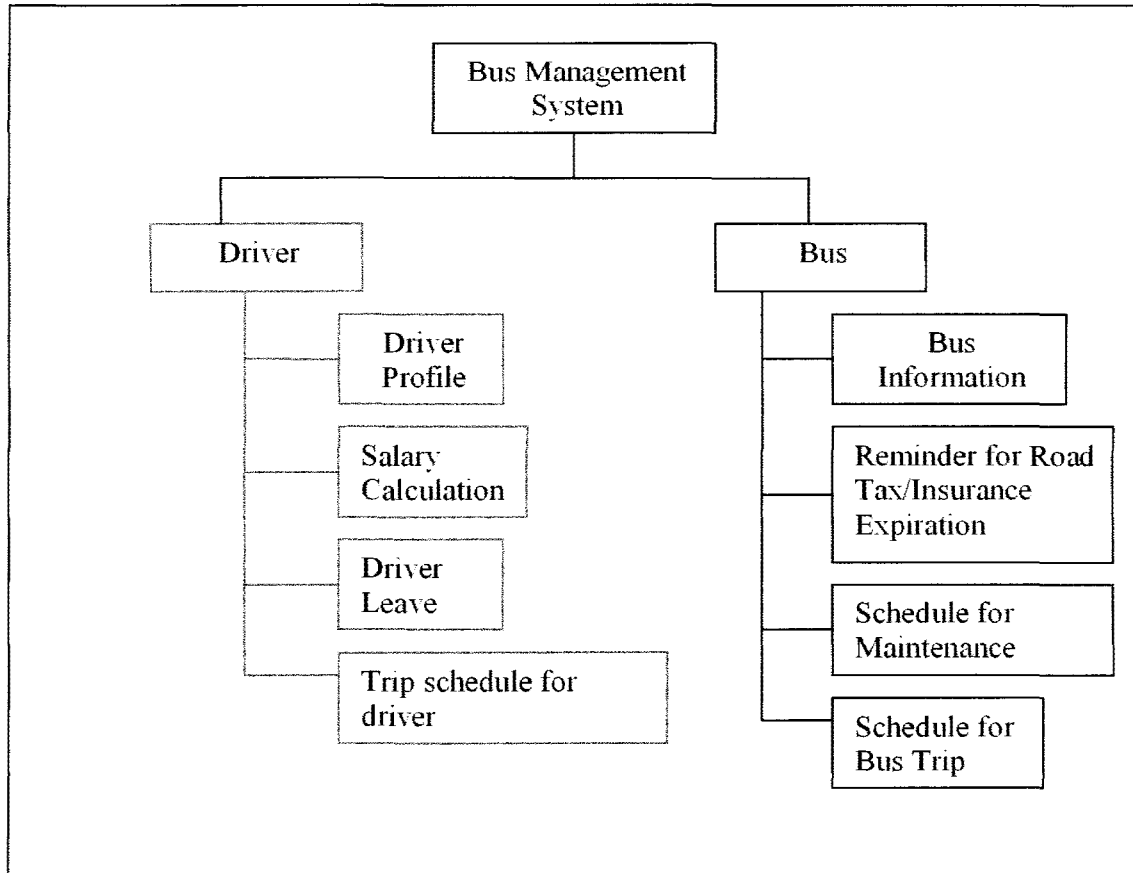 Bus Management
System
Driver
Driver
Profile
Salary
Calculation
Driver
Leave
Trip schedule for
driver
Bus
Bus
Information
Reminder for Road
Tax/Insurance
Expiration
Schedule for
Maintenance
Schedule for
Bus Trip